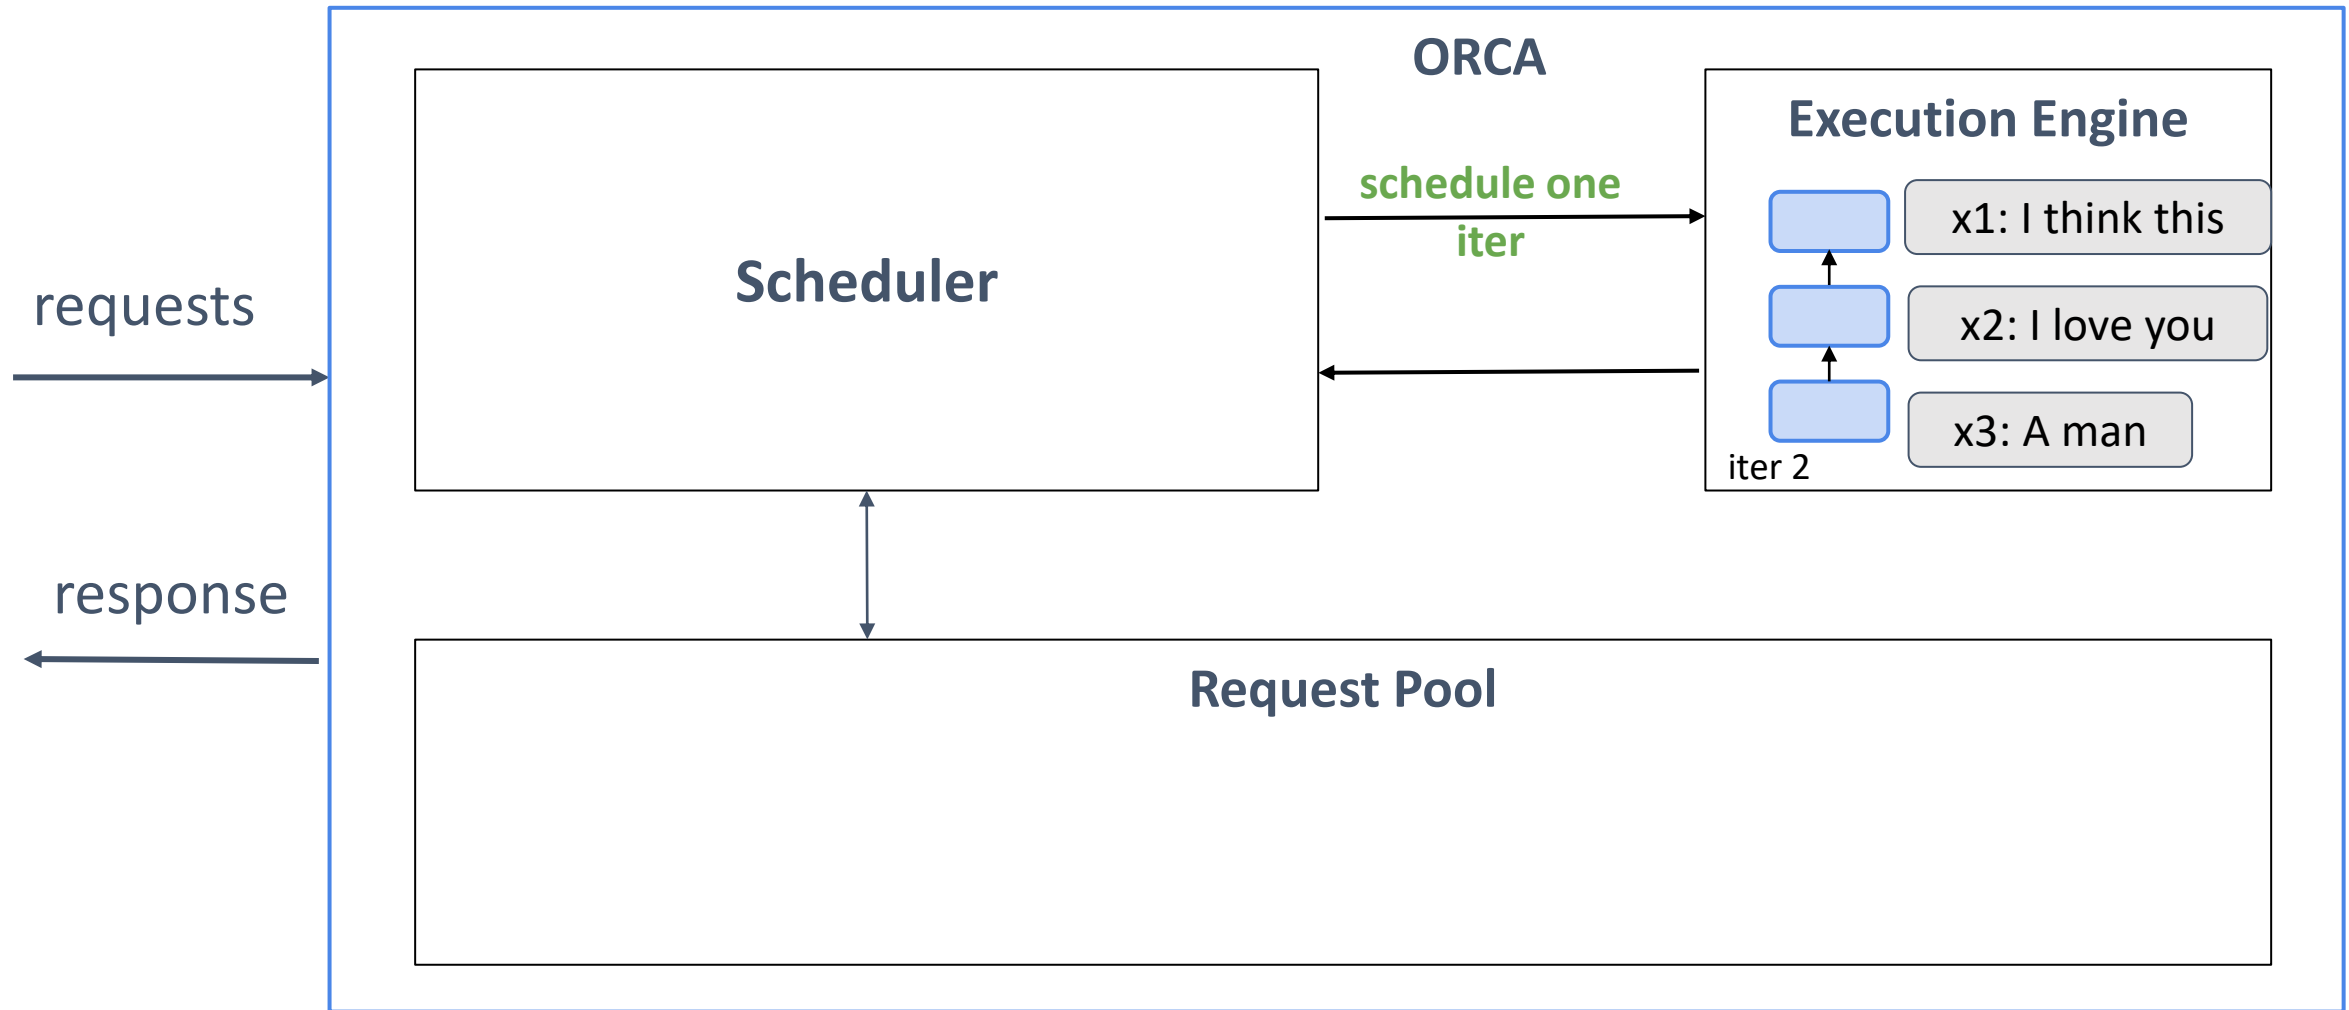 ORCA
Scheduler
schedule one
iter
Execution Engine
x1: I think this
x2: I love you
x3: A man
iter 2
requests
response
Request Pool